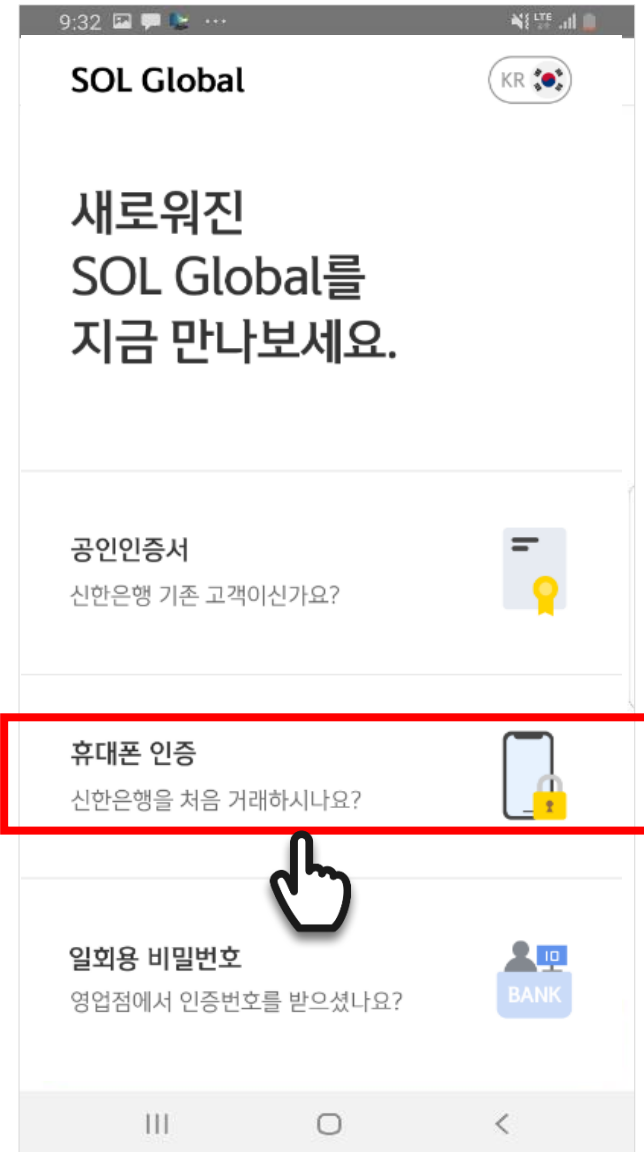 9:32
LTE
SOL Global
KR
새로워진
SOL Global를
지금 만나보세요.
공인인증서
신한은행 기존 고객이신가요?
휴대폰 인증
신한은행을 처음 거래하시나요?
일회용 비밀번호
영업점에서 인증번호를 받으셨나요?
ID
BANK